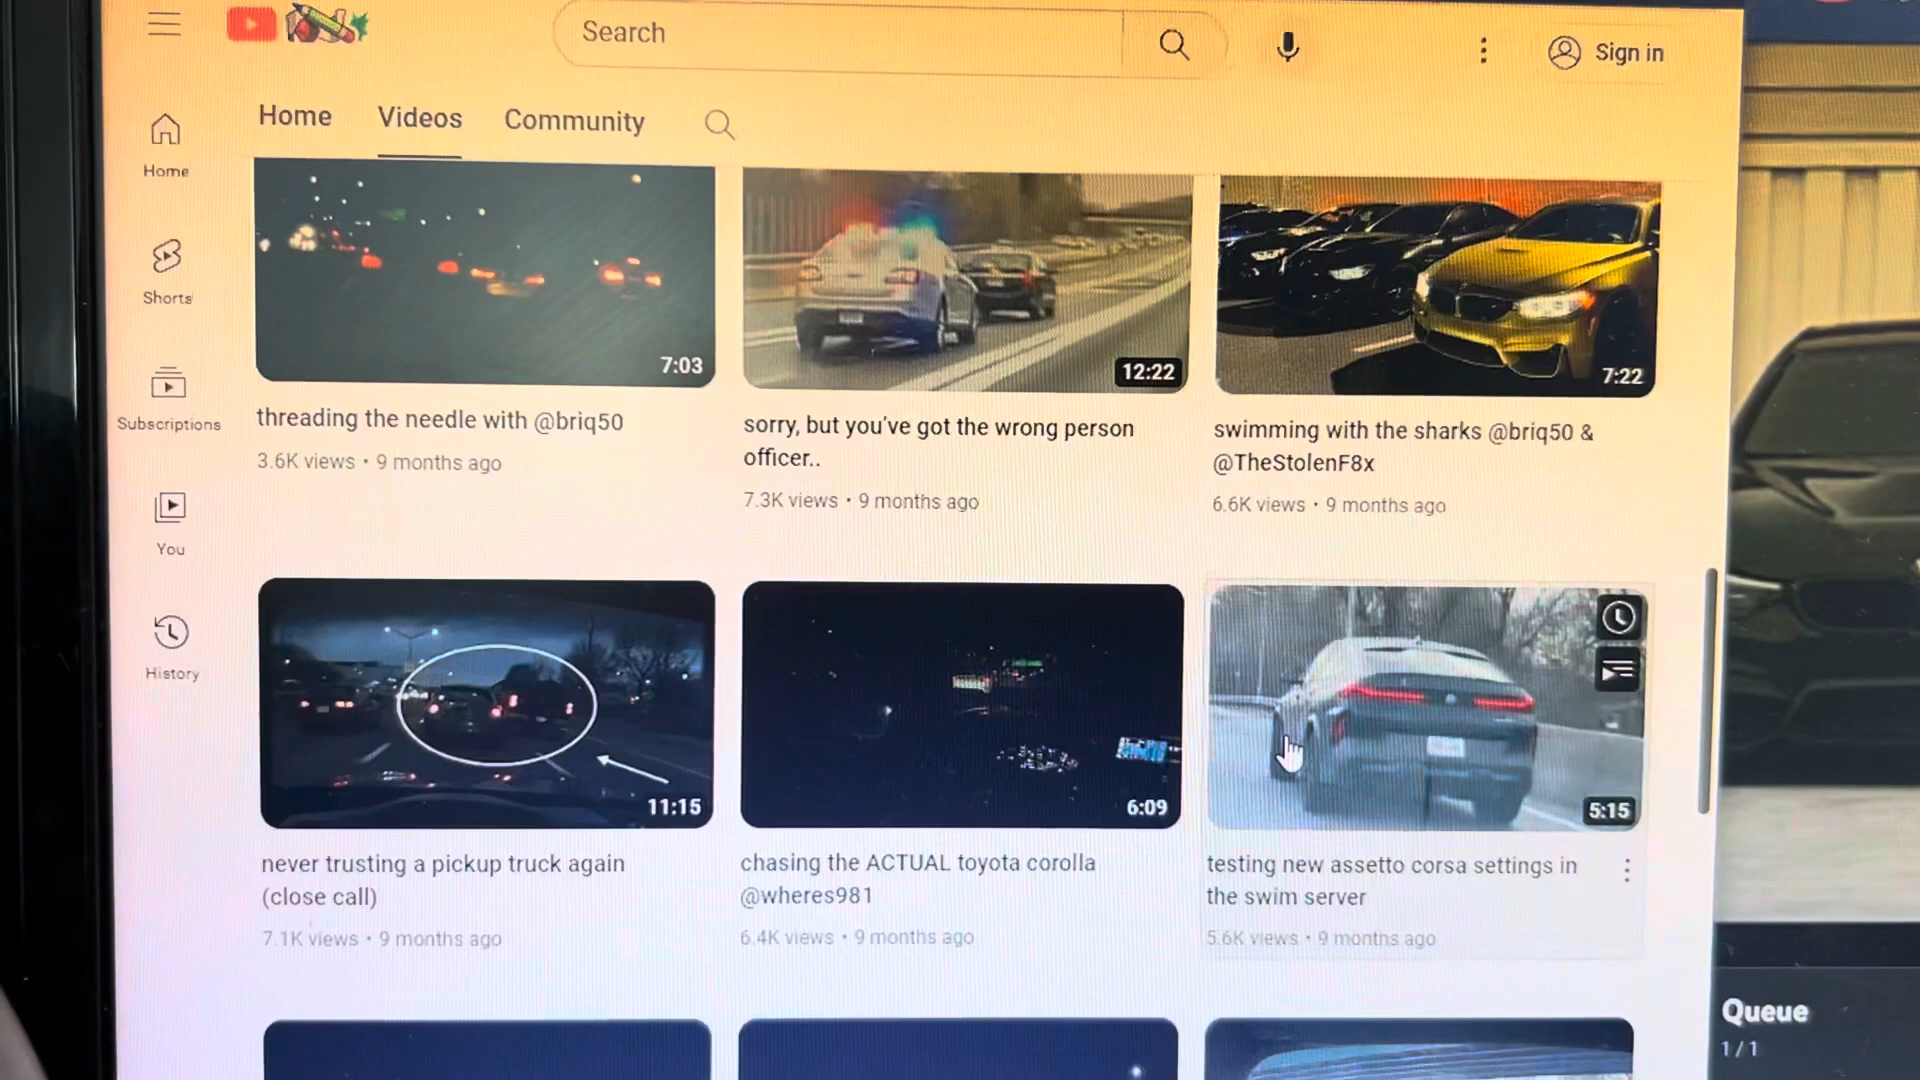 Search
Sign in
Home
Videos
Community
Home
Shorts
Subscriptions
You
History
7:03
12:22
7:22
threading the needle with @briq50
3.6K views • 9 months ago
sorry, but you've got the wrong person
officer..
7.3K views • 9 months ago
swimming with the sharks @briq50 &
@TheStolenF8x
6.6K views • 9 months ago
11:15
6:09
5:15
never trusting a pickup truck again
(close call)
7.1K views • 9 months ago
chasing the ACTUAL toyota corolla
@wheres981
6.4K views • 9 months ago
testing new assetto corsa settings in
the swim server
5.6K views • 9 months ago
Queue
1 / 1